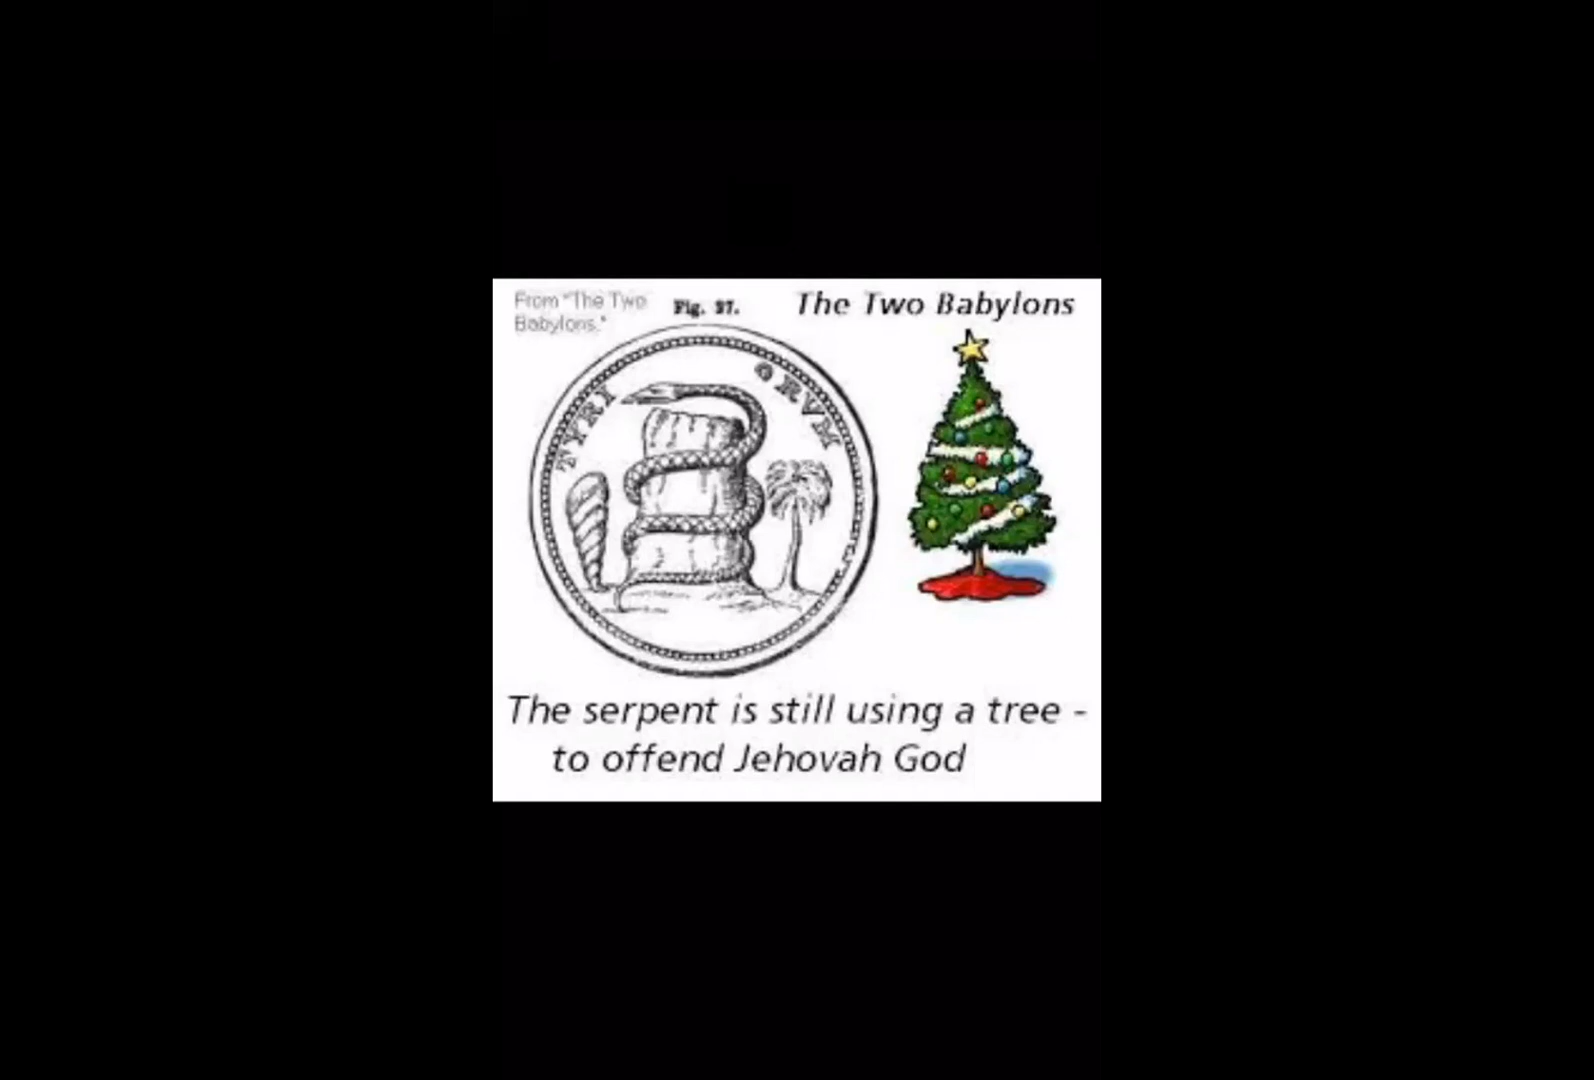 From "The Two
Babylons."
Fig. 27.
The Two Babylons
TYRI ORVM
The serpent is still using a tree -
to offend Jehovah God